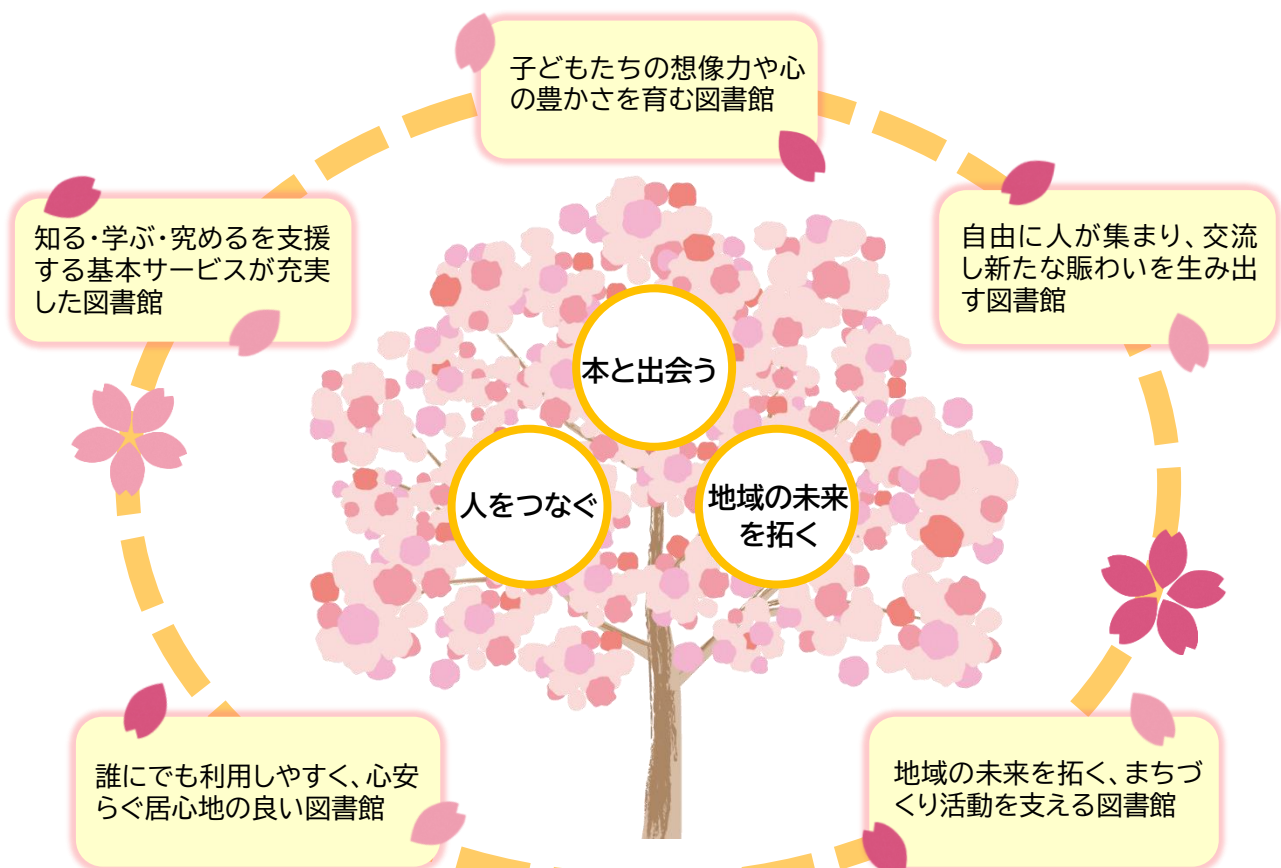 子どもたちの想像力や心
の豊かさを育む図書館
知る・学ぶ・究めるを支援
する基本サービスが充実
した図書館
自由に人が集まり、交流
し新たな賑わいを生み出
す図書館
本と出会う
人をつなぐ
地域の未来
を拓く
誰にでも利用しやすく、心安
らぐ居心地の良い図書館
地域の未来を拓く、まちづ
くり活動を支える図書館